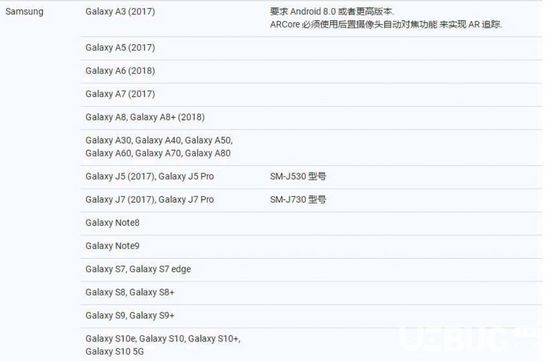 Samsung
Galaxy A3 (2017)
要求 Android 8.0 或者更高版本.
ARCore 必须使用后置摄像头自动对焦功能 来实现 AR 追踪.
Galaxy A5 (2017)
Galaxy A6 (2018)
Galaxy A7 (2017)
Galaxy A8, Galaxy A8+ (2018)
Galaxy A30, Galaxy A40, Galaxy A50,
Galaxy A60, Galaxy A70, Galaxy A80
Galaxy J5 (2017), Galaxy J5 Pro
SM-J530 型号
Galaxy J7 (2017), Galaxy J7 Pro
SM-J730 型号
Galaxy Note8
Galaxy Note9
Galaxy S7, Galaxy S7 edge
Galaxy S8, Galaxy S8+
Galaxy S9, Galaxy S9+
Galaxy S10e, Galaxy S10, Galaxy S10+,
Galaxy S10 5G